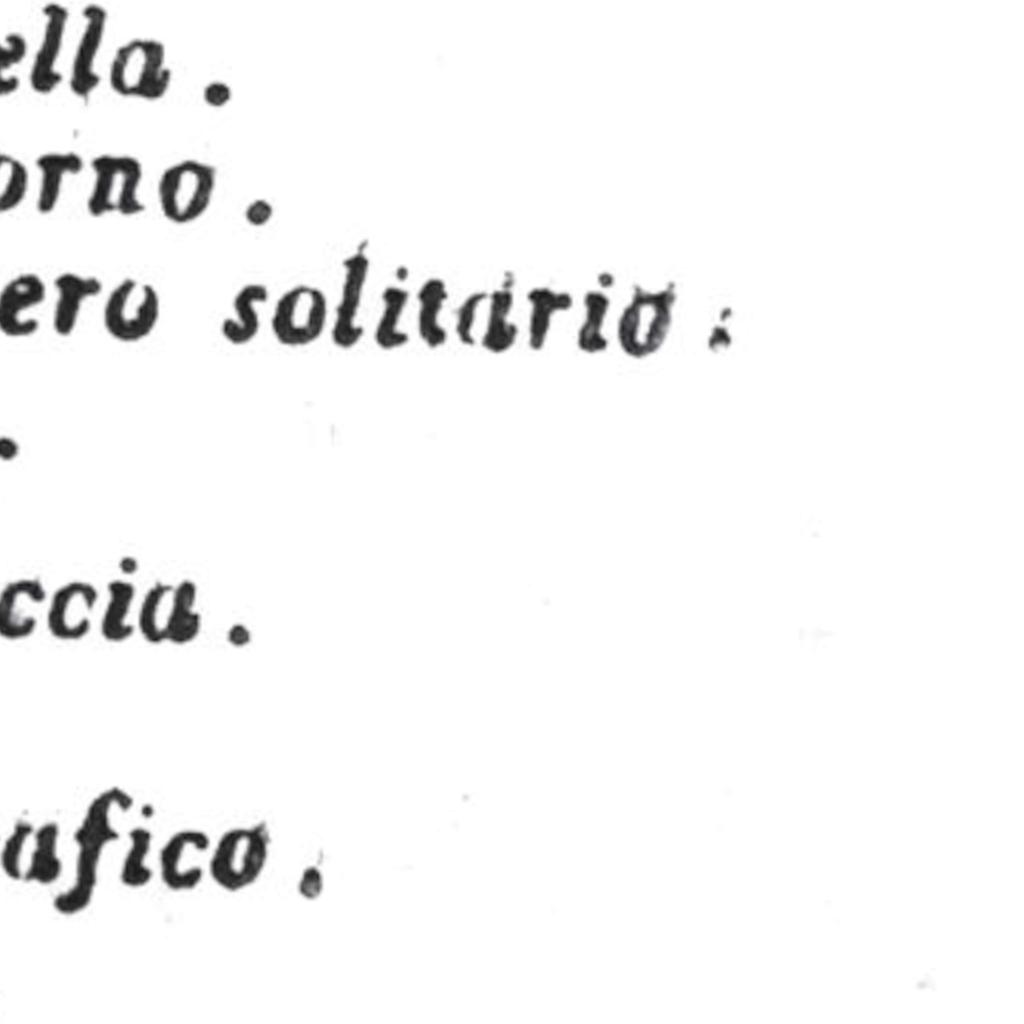 ella .
orno .
ero solitario .
.
ccia .
afico .